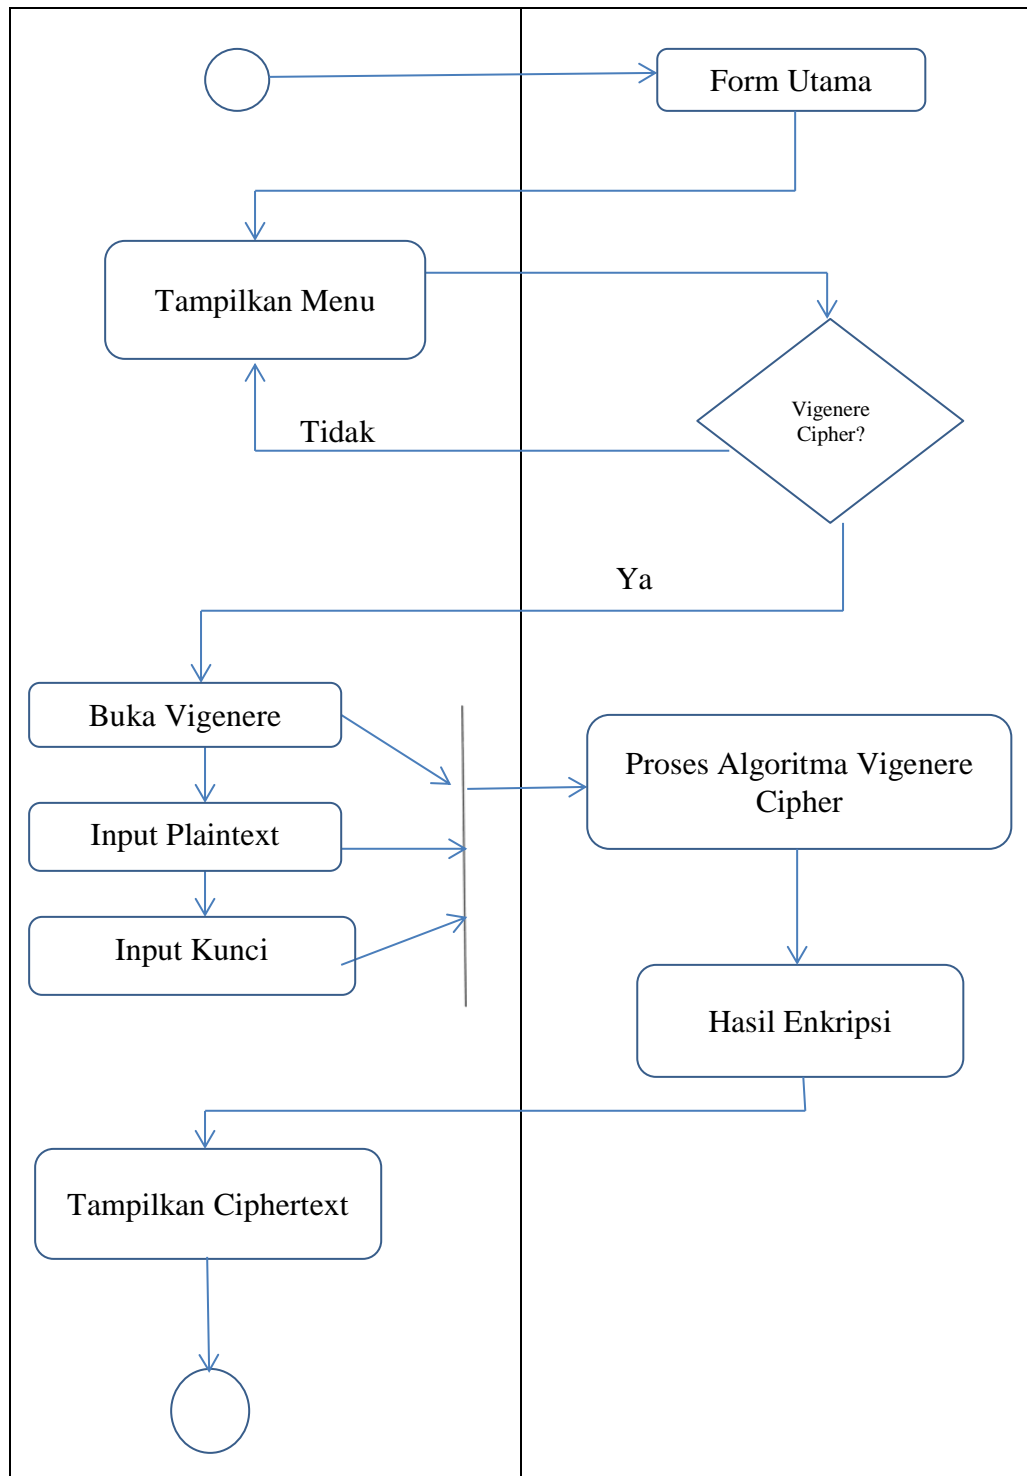 Form Utama
Tampilkan Menu
Vigenere
Cipher?
Tidak
Ya
Buka Vigenere
Proses Algoritma Vigenere
Cipher
Input Plaintext
Input Kunci
Hasil Enkripsi
Tampilkan Ciphertext